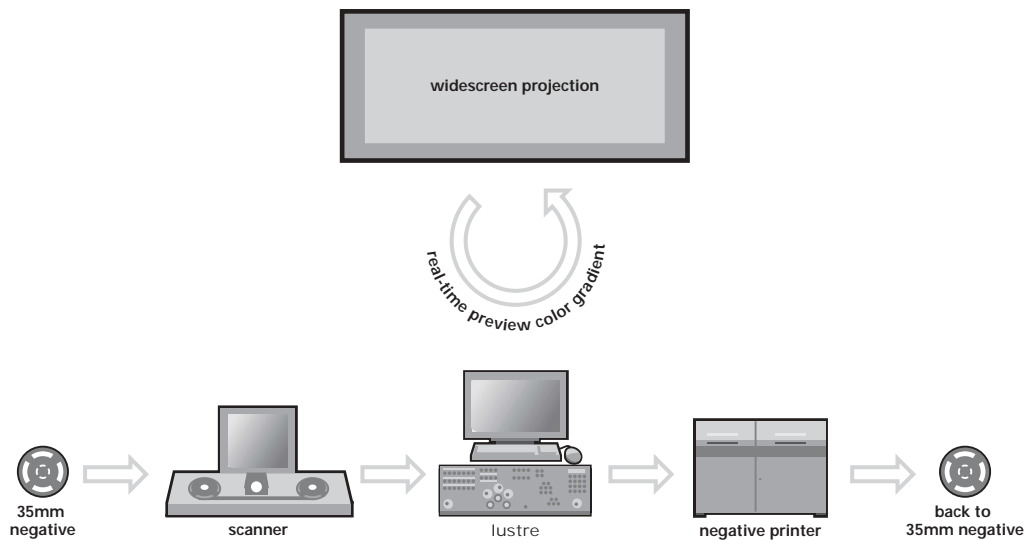 widescreen projection
real-time preview color gradient
35mm
negative
scanner
lustre
negative printer
back to
35mm negative